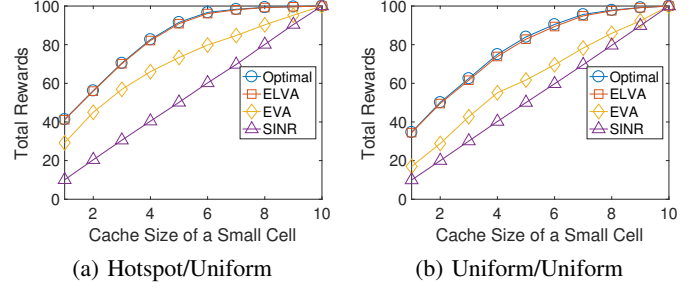 100
80
60
40
20
0
Total Rewards
Optimal
ELVA
EVA
SINR
2 4 6 8 10
Cache Size of a Small Cell
(a) Hotspot/Uniform
100
80
60
40
20
0
Total Rewards
Optimal
ELVA
EVA
SINR
2 4 6 8 10
Cache Size of a Small Cell
(b) Uniform/Uniform